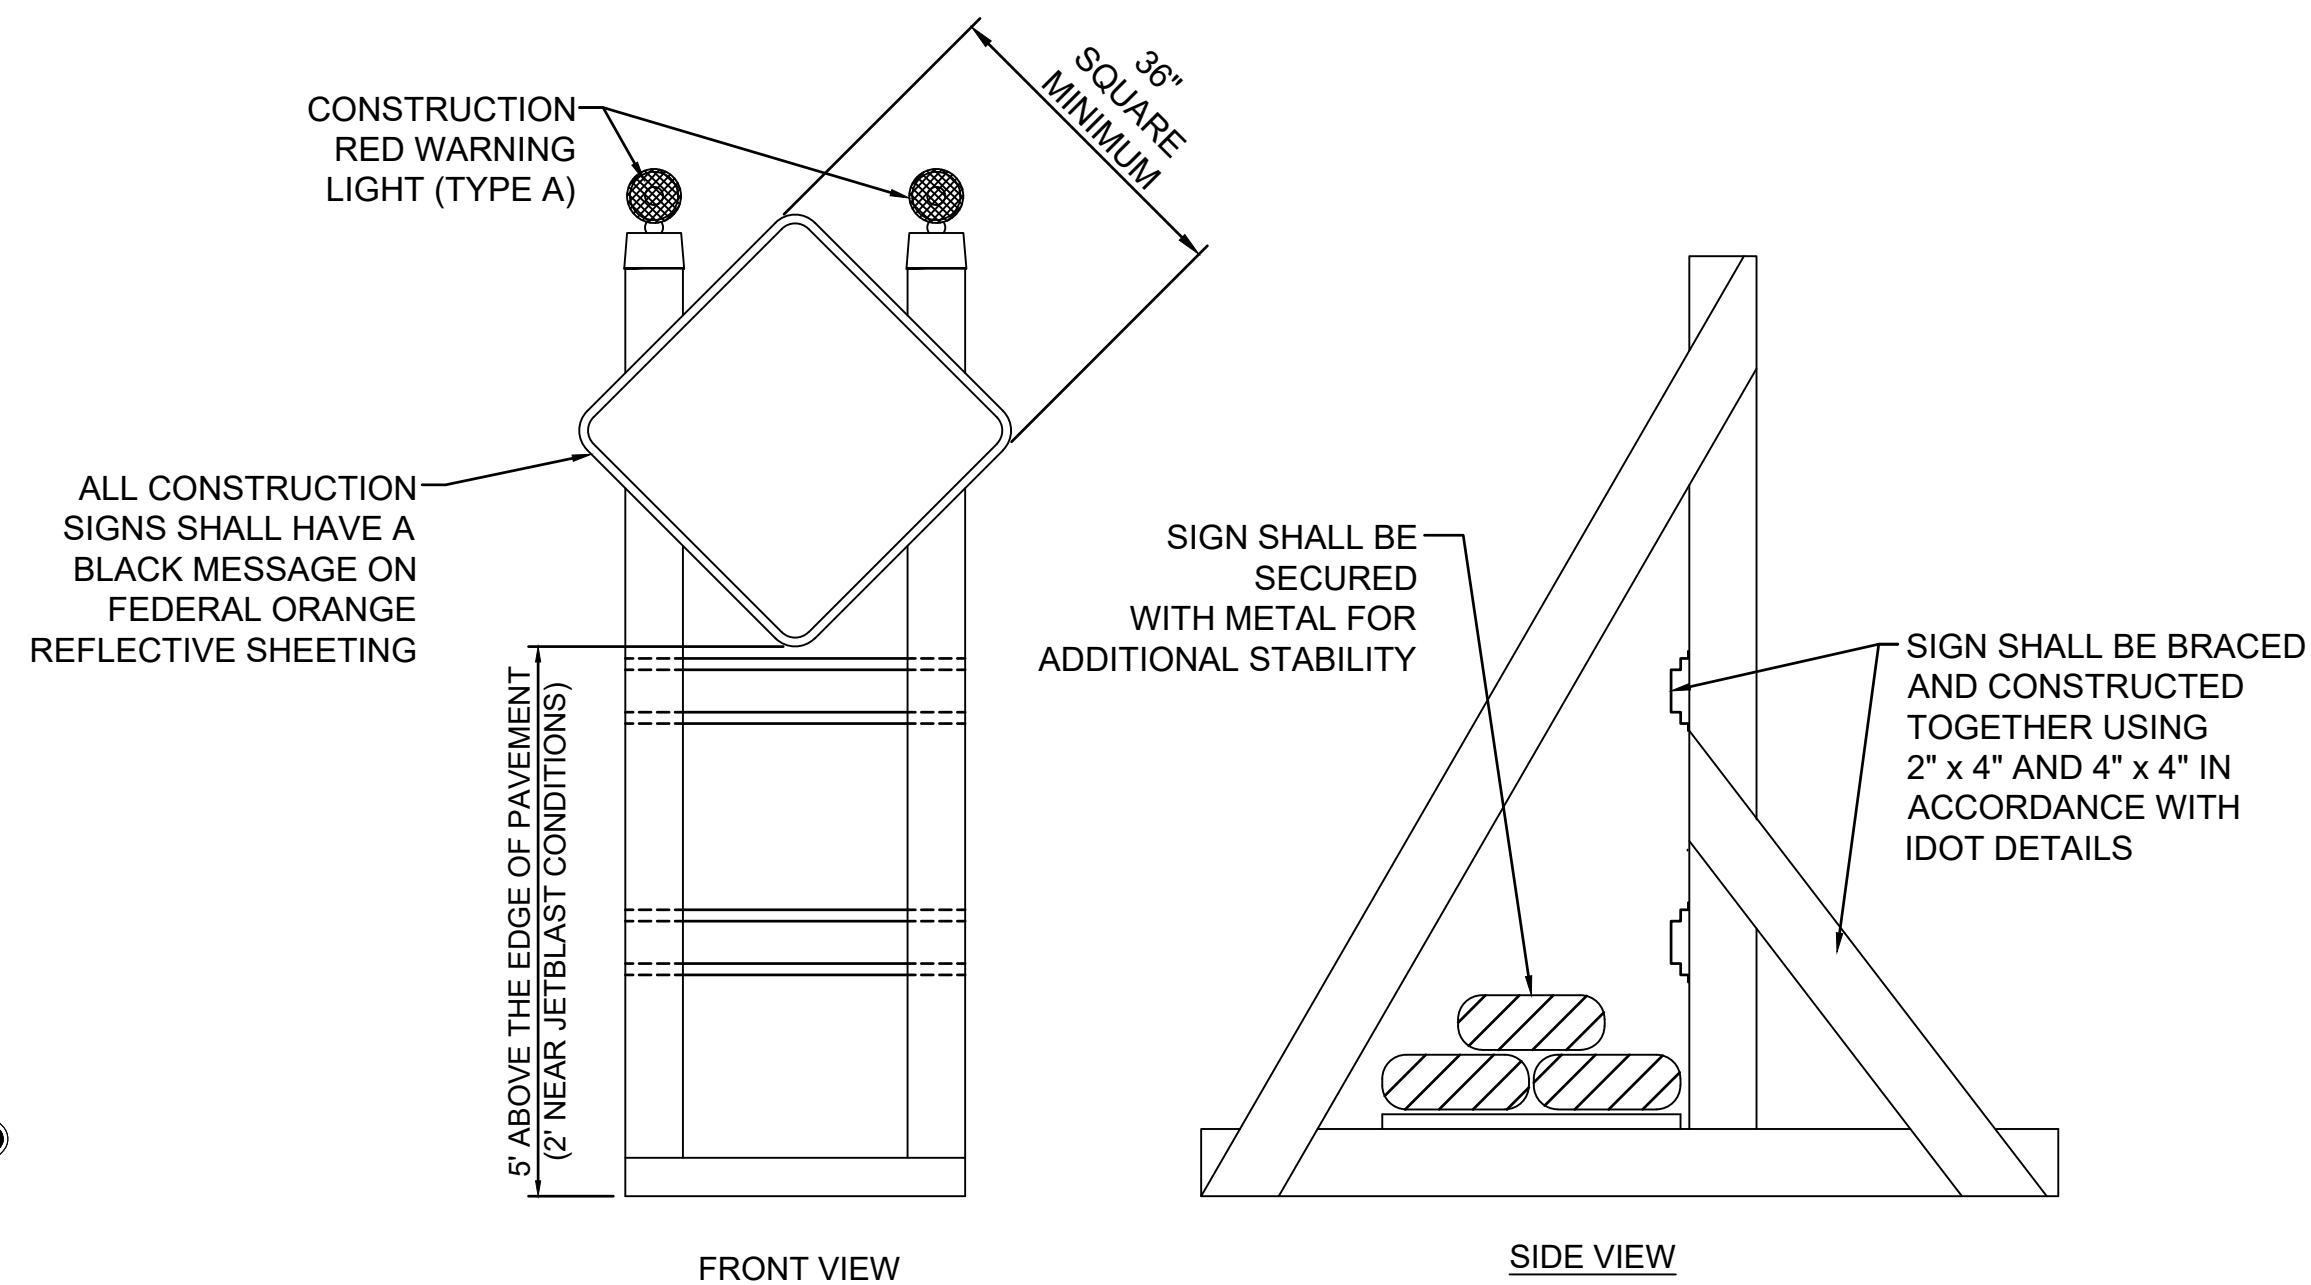 36"
SQUARE
MINIMUM
CONSTRUCTION
RED WARNING
LIGHT (TYPE A)
ALL CONSTRUCTION
SIGNS SHALL HAVE A
BLACK MESSAGE ON
FEDERAL ORANGE
REFLECTIVE SHEETING
5' ABOVE THE EDGE OF PAVEMENT
(2' NEAR JETBLAST CONDITIONS)
FRONT VIEW
SIGN SHALL BE
SECURED
WITH METAL FOR
ADDITIONAL STABILITY
SIGN SHALL BE BRACED
AND CONSTRUCTED
TOGETHER USING
2" x 4" AND 4" x 4" IN
ACCORDANCE WITH
IDOT DETAILS
SIDE VIEW